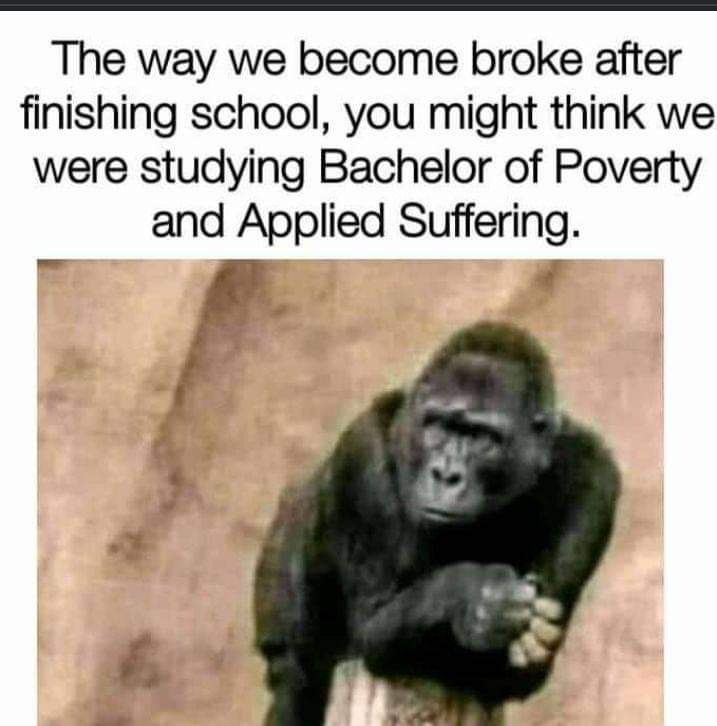 The way we become broke after
finishing school, you might think we
were studying Bachelor of Poverty
and Applied Suffering.